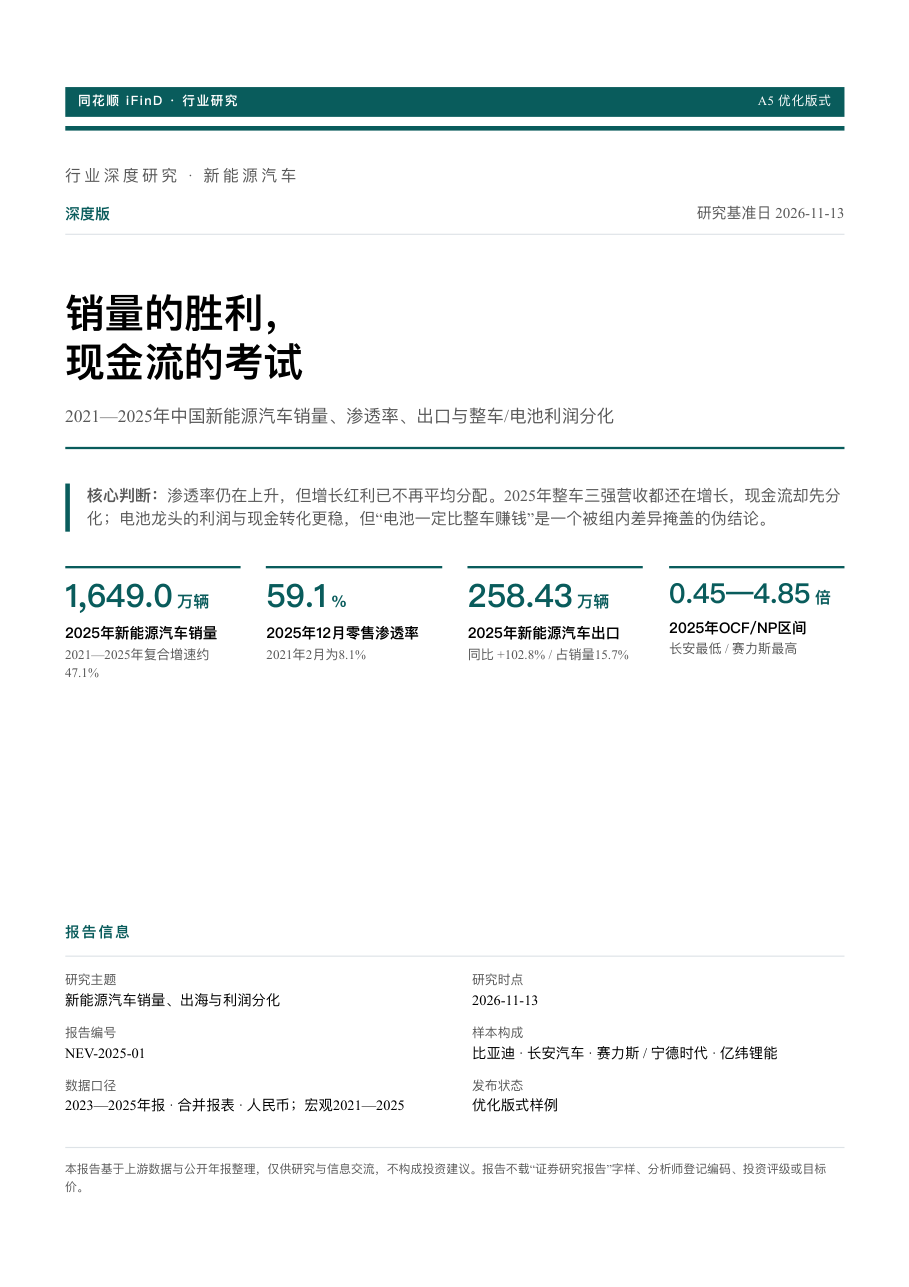 同花顺 iFinD · 行业研究
A5 优化版式
行业深度研究 · 新能源汽车
深度版
研究基准日 2026-11-13
销量的胜利，
现金流的考试
2021—2025年中国新能源汽车销量、渗透率、出口与整车/电池利润分化
核心判断：渗透率仍在上升，但增长红利已不再平均分配。2025年整车三强营收都还在增长，现金流却先分
化；电池龙头的利润与现金转化更稳，但“电池一定比整车赚钱”是一个被组内差异掩盖的伪结论。
1,649.0 万辆
2025年新能源汽车销量
2021—2025年复合增速约
47.1%
59.1 %
2025年12月零售渗透率
2021年2月为8.1%
258.43 万辆
2025年新能源汽车出口
同比 +102.8% / 占销量15.7%
0.45—4.85 倍
2025年OCF/NP区间
长安最低 / 赛力斯最高
报告信息
研究主题
新能源汽车销量、出海与利润分化
研究时点
2026-11-13
报告编号
NEV-2025-01
样本构成
比亚迪 · 长安汽车 · 赛力斯 / 宁德时代 · 亿纬锂能
数据口径
2023—2025年报 · 合并报表 · 人民币；宏观2021—2025
发布状态
优化版式样例
本报告基于上游数据与公开年报整理，仅供研究与信息交流，不构成投资建议。报告不载“证券研究报告”字样、分析师登记编码、投资评级或目标
价。